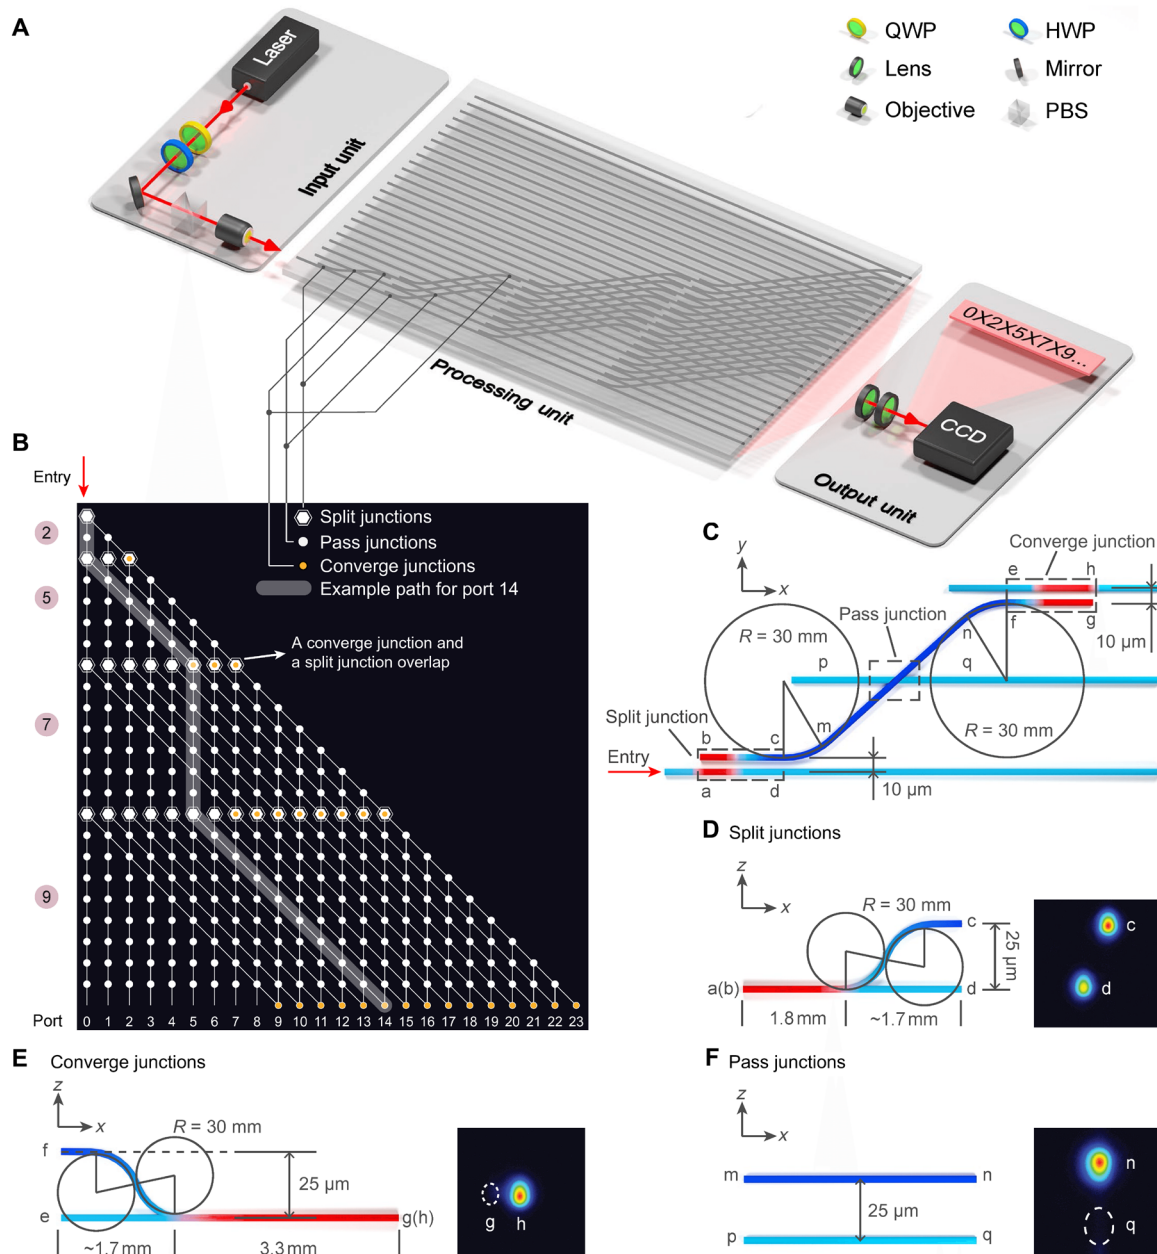 A
Laser
Input unit
QWP
HWP
Lens
Mirror
Objective
PBS
Processing unit
0X2X5X7X9...
CCD
Output unit
B
Entry
2
5
7
9
Split junctions
Pass junctions
Converge junctions
Example path for port 14
A converge junction and
a split junction overlap
Port
0 1 2 3 4 5 6 7 8 9 10 11 12 13 14 15 16 17 18 19 20 21 22 23
C
y
x
Converge junction
e h
Pass junction
R = 30 mm
n
f g
10 µm
p q
Split junction
m
R = 30 mm
b c
Entry
a d
10 µm
D Split junctions
z
x
R = 30 mm
c
25 µm
a(b) d
1.8 mm ~1.7 mm
c
d
E Converge junctions
z
x
R = 30 mm
f
25 µm
e g(h)
~1.7 mm 3.3 mm
g h
F Pass junctions
z
x
m n
25 µm
p q
n
q